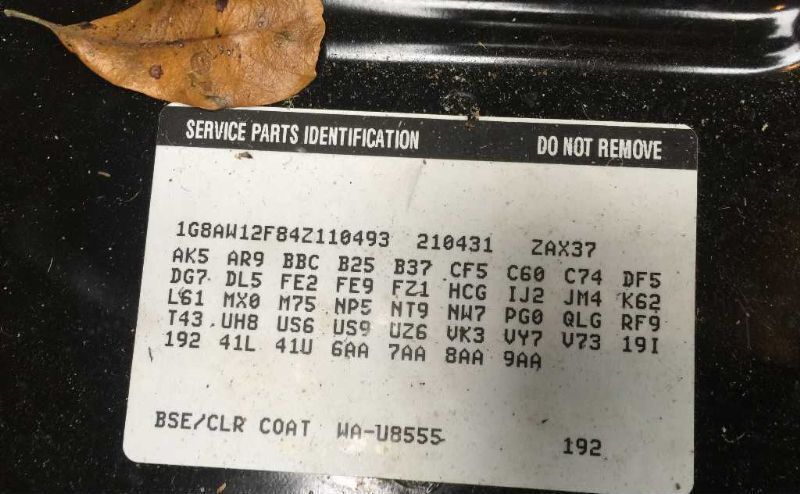 SERVICE PARTS IDENTIFICATION DO NOT REMOVE
1G8AW12F84Z110493 210431 ZAX37
AK5 AR9 BBC B25 B37 CF5 C60 C74 DF5
DG7 DL5 FE2 FE9 FZ1 HCG IJ2 JM4 K62
L61 MX0 M75 NP5 NT9 NW7 PG0 QLG RF9
T43 UH8 US6 US9 UZ6 VK3 VY7 V73 19I
192 41L 41U 6AA 7AA 8AA 9AA
BSE/CLR COAT WA-U8555 192